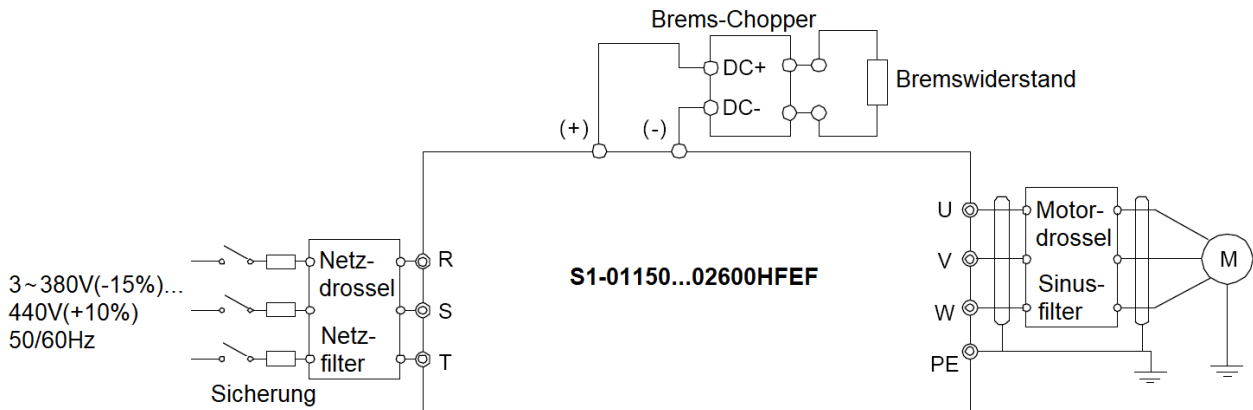 Brems-Chopper
DC+
DC-
Bremswiderstand
(+)
(-)
3~380V(-15%)...
440V(+10%)
50/60Hz
Sicherung
Netz-
drossel
Netz-
filter
R
S
T
S1-01150...02600HFEF
U
V
W
PE
Motor-
drossel
Sinus-
filter
M